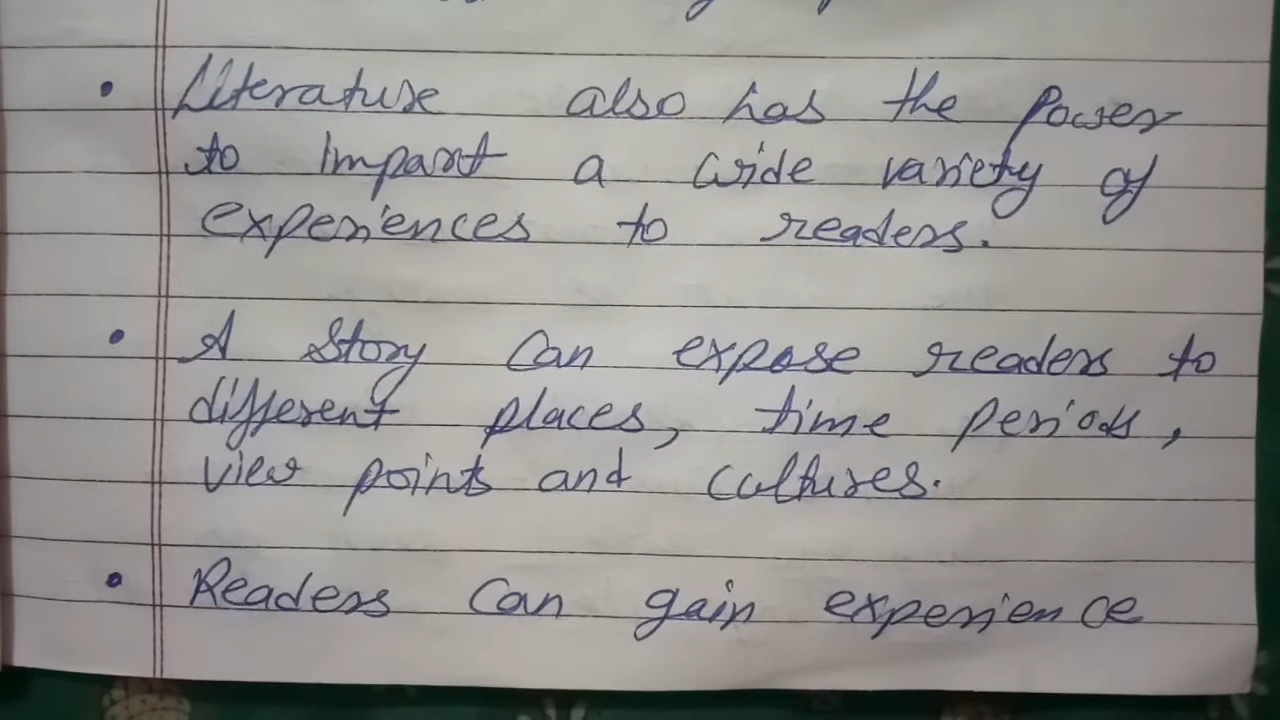 • Literature also has the Power
to impart a wide variety of
experiences to readers.
• A Story Can expose readers to
different places, time periods,
view points and cultures.
• Readers Can gain experience